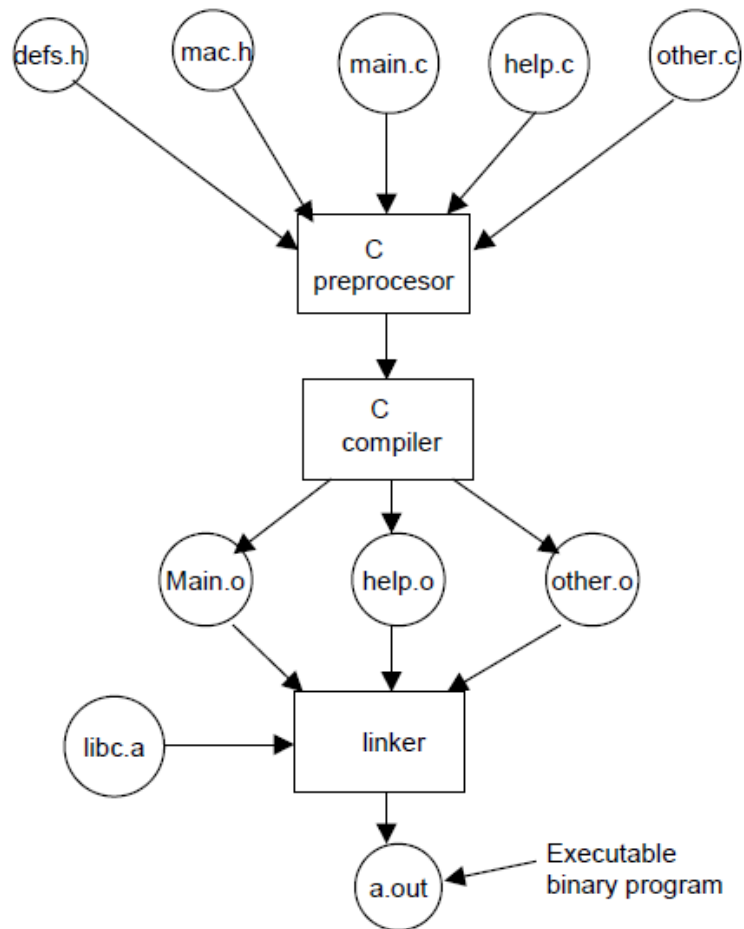 defs.h
mac.h
main.c
help.c
other.c
C
preprocesor
C
compiler
Main.o
help.o
other.o
libc.a
linker
a.out
Executable
binary program